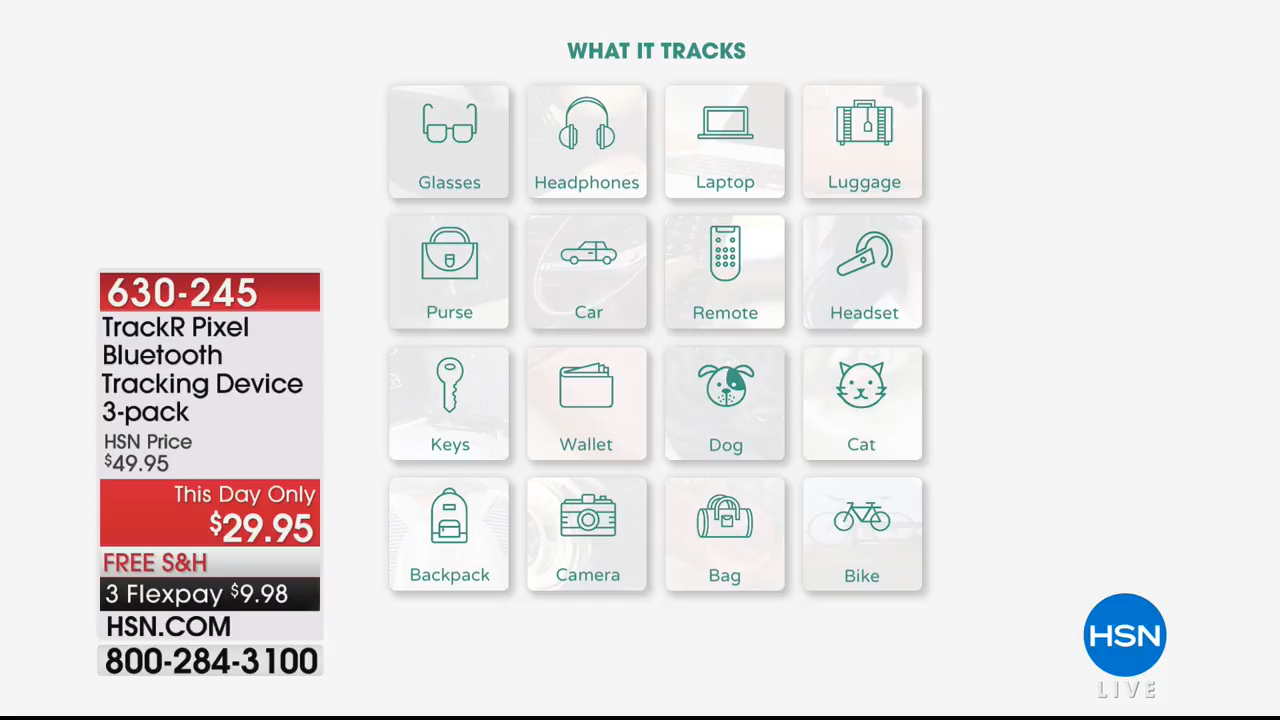 WHAT IT TRACKS
Glasses
Headphones
Laptop
Luggage
Purse
Car
Remote
Headset
Keys
Wallet
Dog
Cat
Backpack
Camera
Bag
Bike
630-245
TrackR Pixel
Bluetooth
Tracking Device
3-pack
HSN Price
$49.95
This Day Only
$29.95
FREE S&H
3 Flexpay $9.98
HSN.COM
800-284-3100
HSN
LIVE